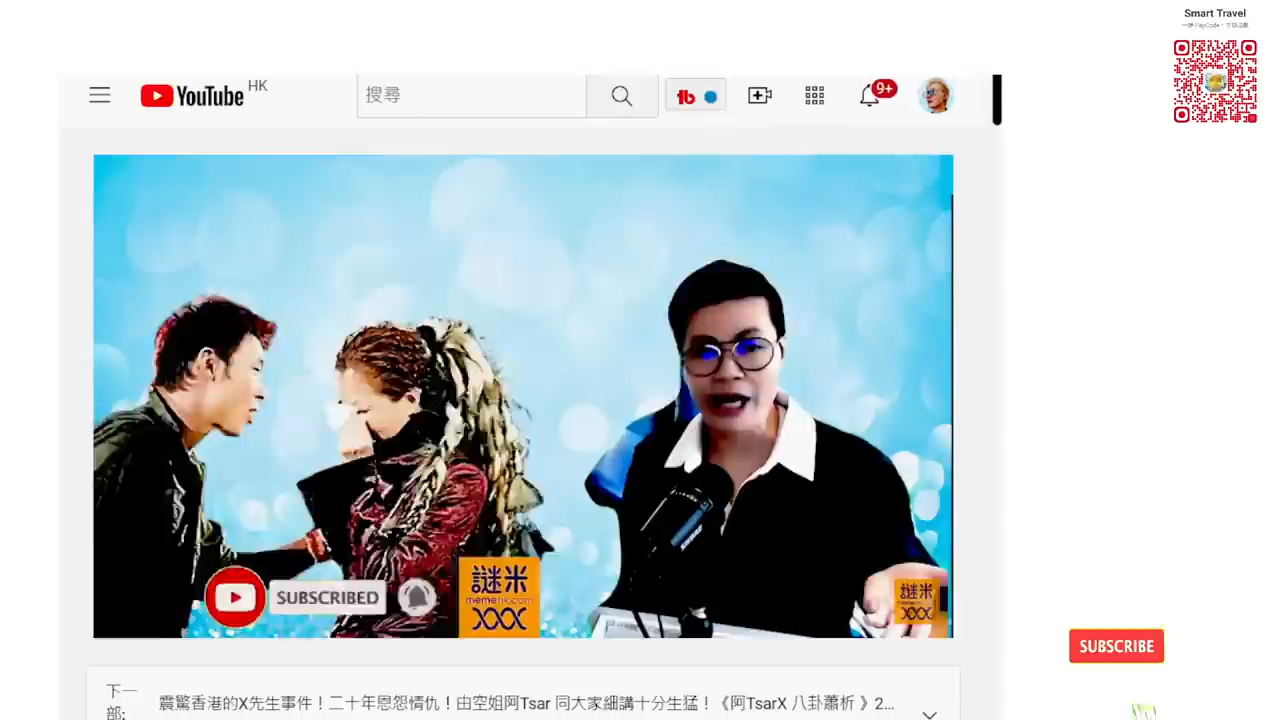 Smart Travel
YouTube HK
搜尋
9+
SUBSCRIBED
謎米
memehk.com
XXX
謎米
memehk.com
XXX
SUBSCRIBE
下一部:
震驚香港的X先生事件！二十年恩怨情仇！由空姐阿Tsar 同大家細講十分生猛！《阿TsarX 八卦蕭析 》2...